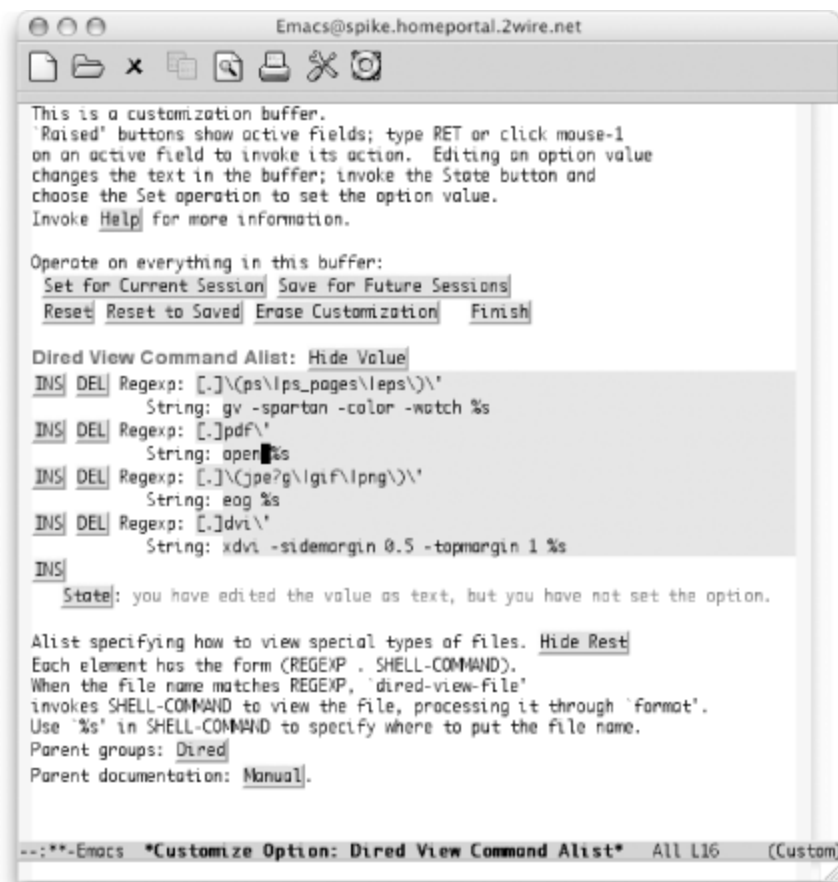 Emacs@spike.homeportal.2wire.net
This is a customization buffer.
`Raised' buttons show active fields; type RET or click mouse-1
on an active field to invoke its action.  Editing an option value
changes the text in the buffer; invoke the State button and
choose the Set operation to set the option value.
Invoke Help for more information.
Operate on everything in this buffer:
Set for Current Session Save for Future Sessions
Reset Reset to Saved Erase Customization Finish
Dired View Command Alist: Hide Value
INS DEL Regexp: [.]\(ps\|ps_pages\|eps\)\'
String: gv -spartan -color -watch %s
INS DEL Regexp: [.]pdf\'
String: open %s
INS DEL Regexp: [.]\(jpe?g\|gif\|png\)\'
String: eog %s
INS DEL Regexp: [.]dvi\'
String: xdvi -sidemargin 0.5 -topmargin 1 %s
INS
State: you have edited the value as text, but you have not set the option.
Alist specifying how to view special types of files. Hide Rest
Each element has the form (REGEXP . SHELL-COMMAND).
When the file name matches REGEXP, `dired-view-file'
invokes SHELL-COMMAND to view the file, processing it through `format'.
Use `%s' in SHELL-COMMAND to specify where to put the file name.
Parent groups: Dired
Parent documentation: Manual.
--:**-Emacs  *Customize Option: Dired View Command Alist*   All L16    (Custom)